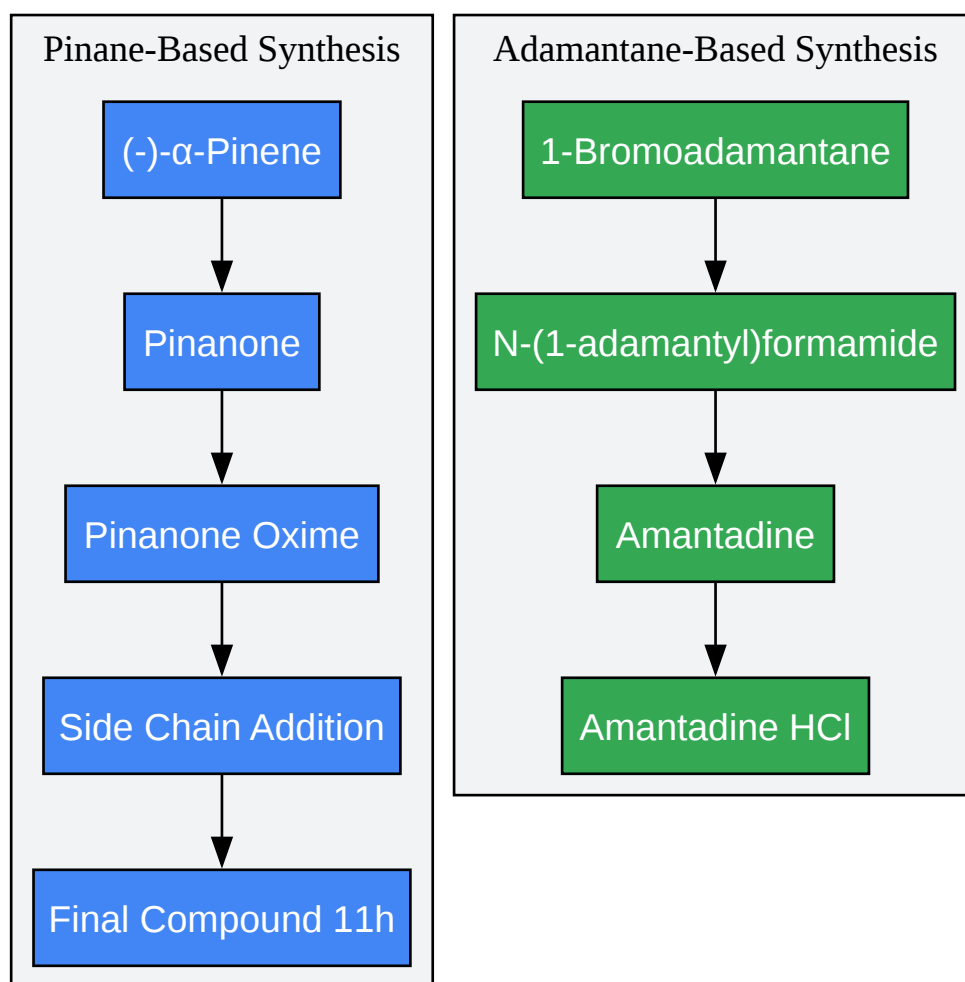 Pinane-Based Synthesis
(-)-α-Pinene
Pinanone
Pinanone Oxime
Side Chain Addition
Final Compound 11h
Adamantane-Based Synthesis
1-Bromoadamantane
N-(1-adamantyl)formamide
Amantadine
Amantadine HCl